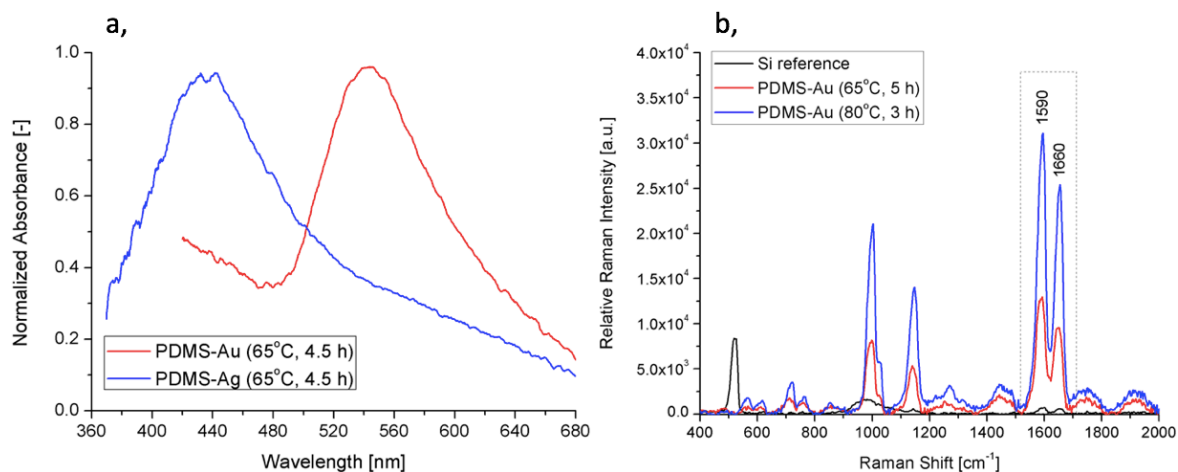 a,
1.0
0.8
0.6
0.4
0.2
0.0
Normalized Absorbance [-]
PDMS-Au (65°C, 4.5 h)
PDMS-Ag (65°C, 4.5 h)
360 400 440 480 520 560 600 640 680
Wavelength [nm]
b,
4.0x10⁴
3.5x10⁴
3.0x10⁴
2.5x10⁴
2.0x10⁴
1.5x10⁴
1.0x10⁴
5.0x10³
0.0
Relative Raman Intensity [a.u.]
Si reference
PDMS-Au (65°C, 5 h)
PDMS-Au (80°C, 3 h)
1590
1660
400 600 800 1000 1200 1400 1600 1800 2000
Raman Shift [cm⁻¹]